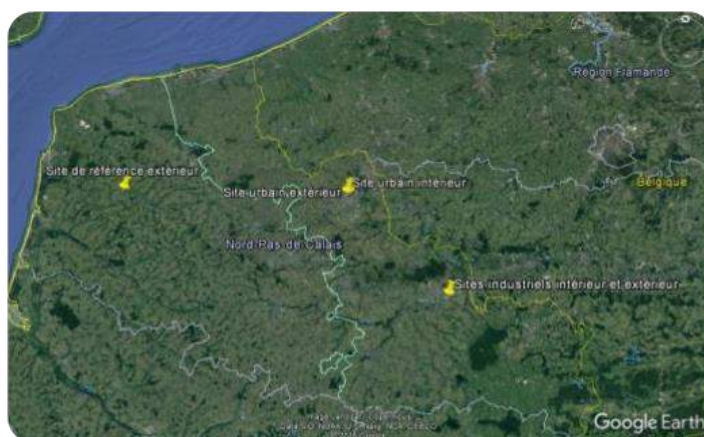 Région Flamande
Site de référence extérieur
Site urbain extérieur
Site urbain intérieur
Belgique
Nord-Pas-de-Calais
Sites industriels intérieur et extérieur
Google Earth